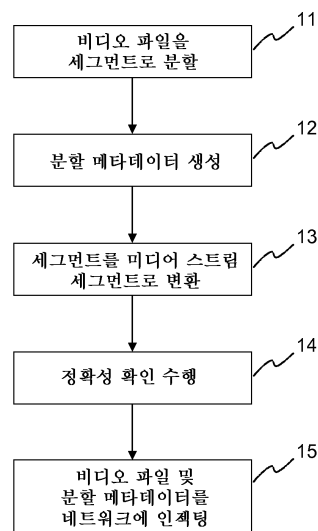 11
비디오 파일을
세그먼트로 분할
12
분할 메타데이터 생성
13
세그먼트를 미디어 스트림
세그먼트로 변환
14
정확성 확인 수행
15
비디오 파일 및
분할 메타데이터를
네트워크에 인젝팅